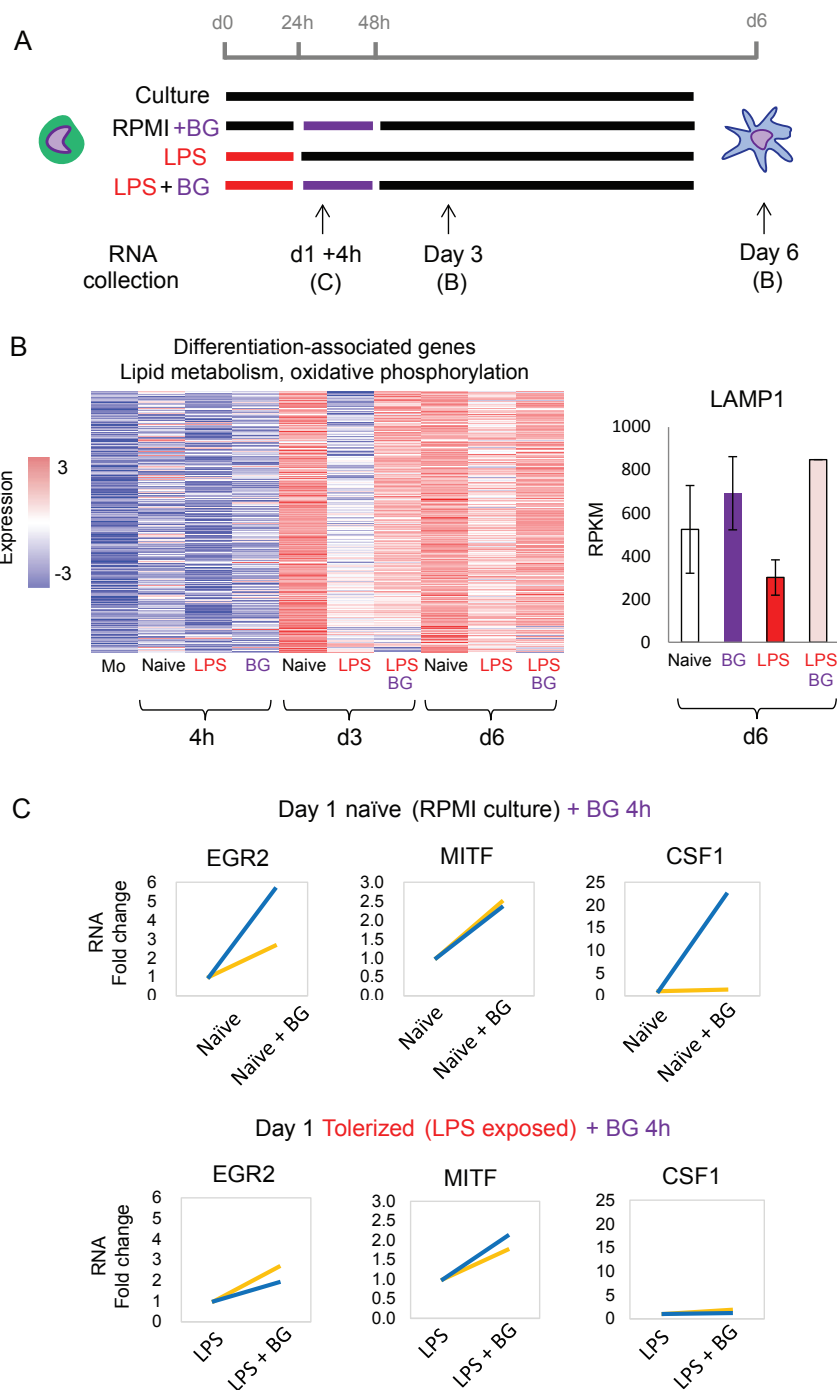 A
d0 24h 48h d6
Culture
RPMI +BG
LPS
LPS + BG
RNA
collection
d1 +4h
(C)
Day 3
(B)
Day 6
(B)
B
Differentiation-associated genes
Lipid metabolism, oxidative phosphorylation
Expression
3
-3
Mo Naive LPS BG Naive LPS LPS BG Naive LPS LPS BG
4h d3 d6
LAMP1
RPKM
1000
800
600
400
200
0
Naive BG LPS LPS BG
d6
C
Day 1 naïve (RPMI culture) + BG 4h
EGR2
RNA
Fold change
6
5
4
3
2
1
0
Naïve Naïve + BG
MITF
3.0
2.5
2.0
1.5
1.0
0.5
0.0
Naïve Naïve + BG
CSF1
25
20
15
10
5
0
Naïve Naïve + BG
Day 1 Tolerized (LPS exposed) + BG 4h
EGR2
RNA
Fold change
6
5
4
3
2
1
LPS LPS + BG
MITF
3.0
2.5
2.0
1.5
1.0
0.5
0.0
LPS LPS + BG
CSF1
25
20
15
10
5
0
LPS LPS + BG